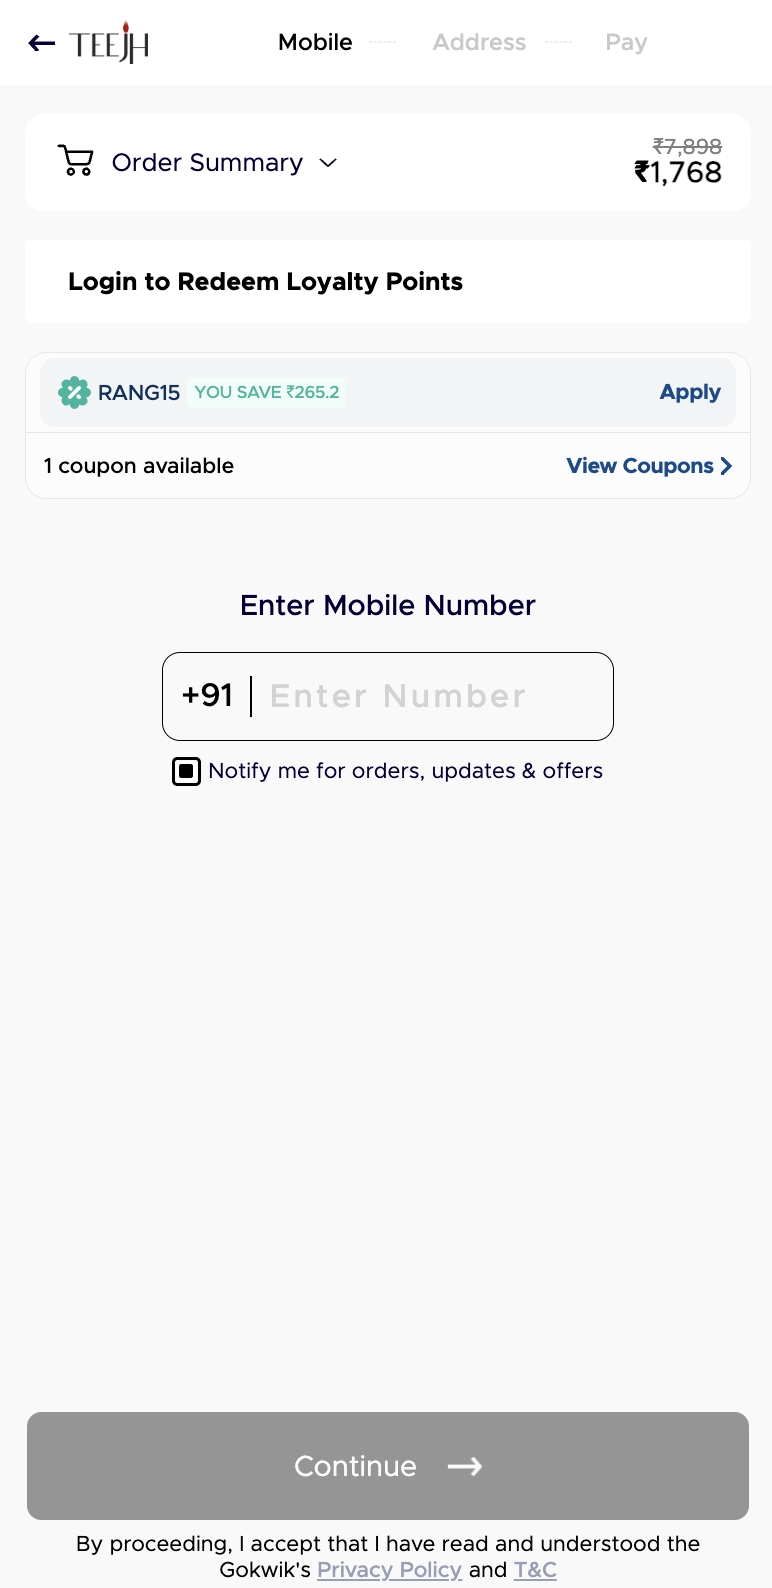 TEEJH
Mobile Address Pay
Order Summary
₹7,898
₹1,768
Login to Redeem Loyalty Points
RANG15 YOU SAVE ₹265.2 Apply
1 coupon available View Coupons
Enter Mobile Number
+91 Enter Number
Notify me for orders, updates & offers
Continue
By proceeding, I accept that I have read and understood the
Gokwik's Privacy Policy and T&C